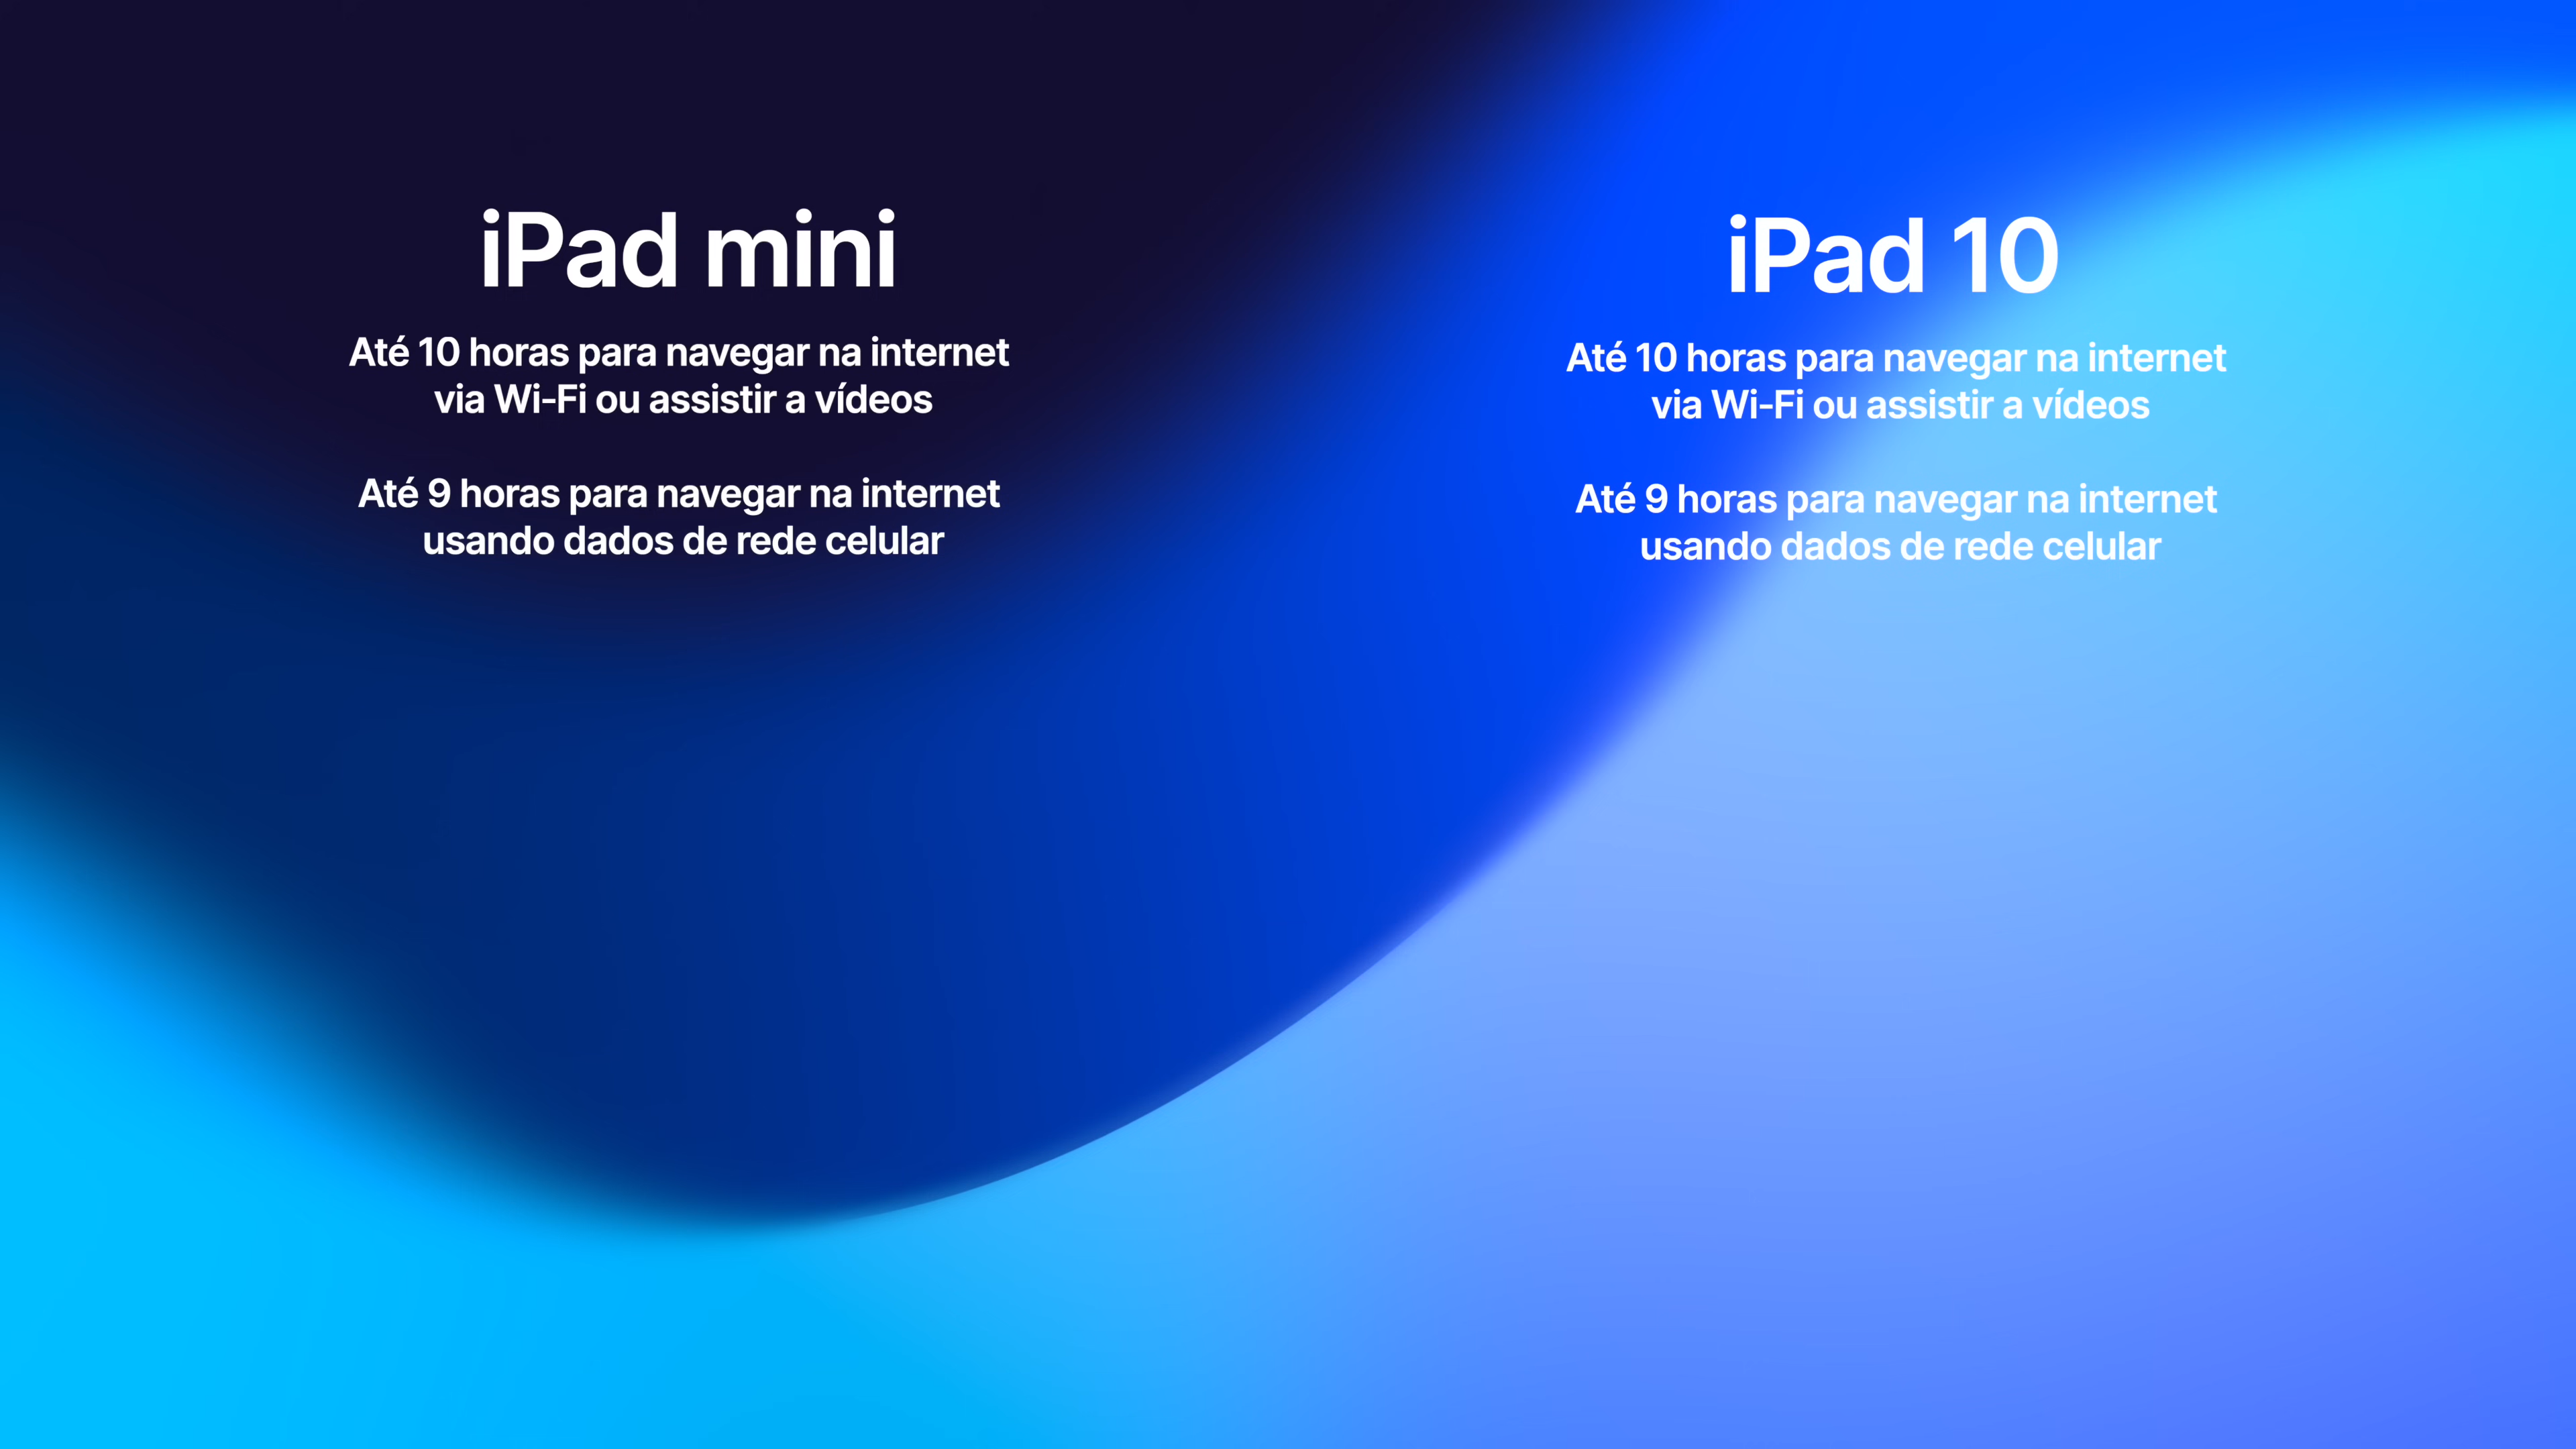 iPad mini
Até 10 horas para navegar na internet
via Wi-Fi ou assistir a vídeos
Até 9 horas para navegar na internet
usando dados de rede celular
iPad 10
Até 10 horas para navegar na internet
via Wi-Fi ou assistir a vídeos
Até 9 horas para navegar na internet
usando dados de rede celular